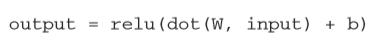 output = relu(dot(W, input) + b)